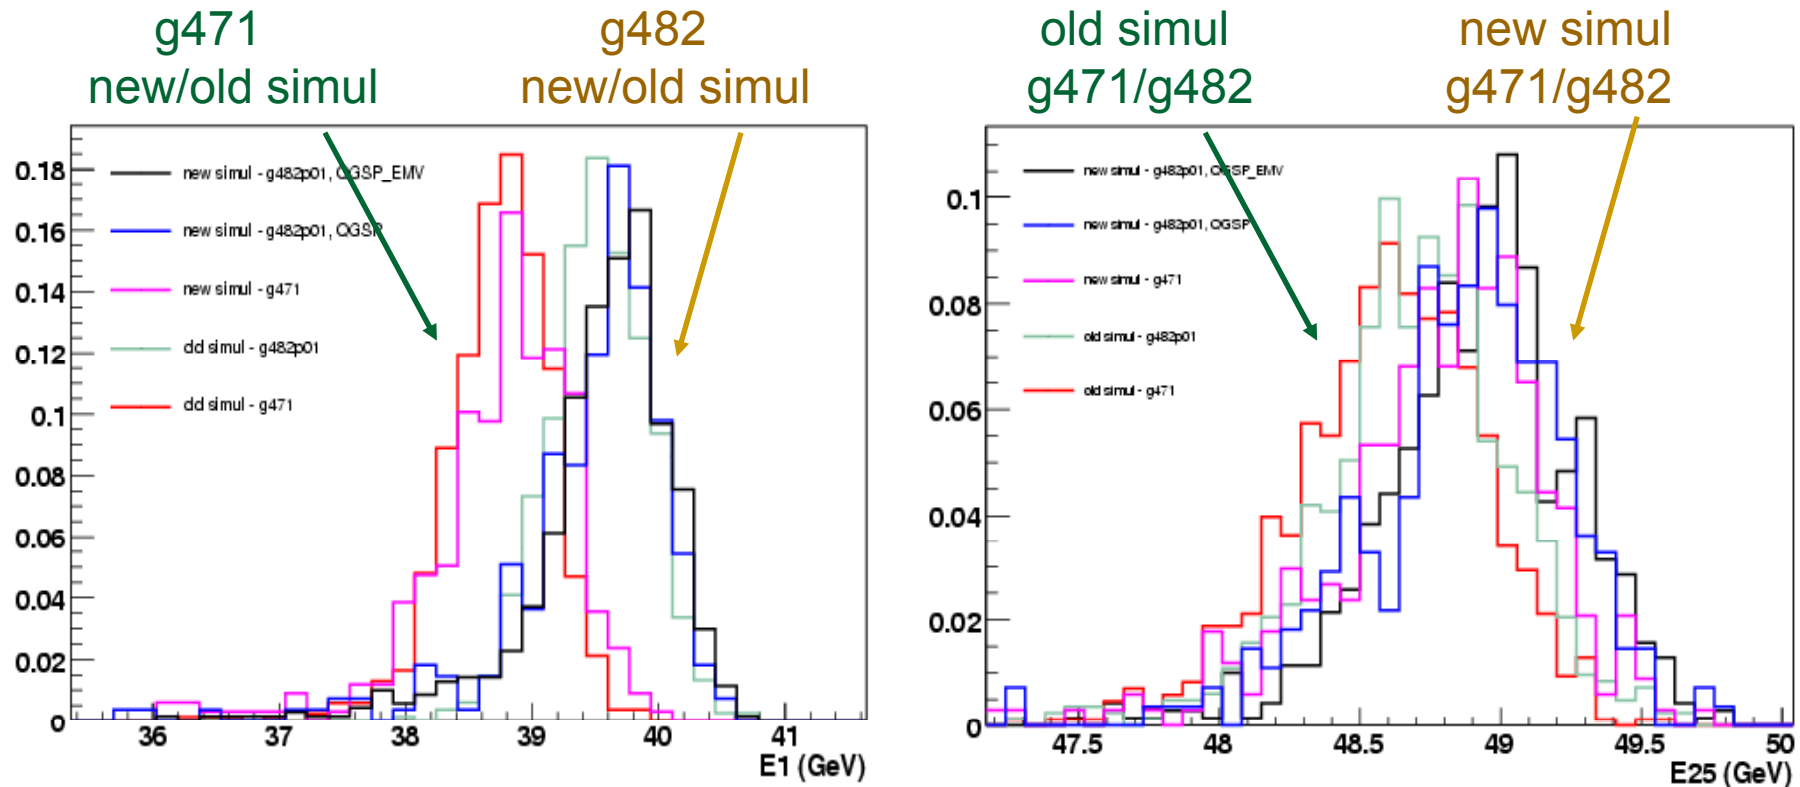 g471
new/old simul
g482
new/old simul
old simul
g471/g482
new simul
g471/g482
0.18
0.16
0.14
0.12
0.1
0.08
0.06
0.04
0.02
0
new simul - g482p01, QGSP_EMV
new simul - g482p01, QGSP
new simul - g471
old simul - g482p01
old simul - g471
36
37
38
39
40
41
E1 (GeV)
0.1
0.08
0.06
0.04
0.02
0
new simul - g482p01, QGSP_EMV
new simul - g482p01, QGSP
new simul - g471
old simul - g482p01
old simul - g471
47.5
48
48.5
49
49.5
50
E25 (GeV)